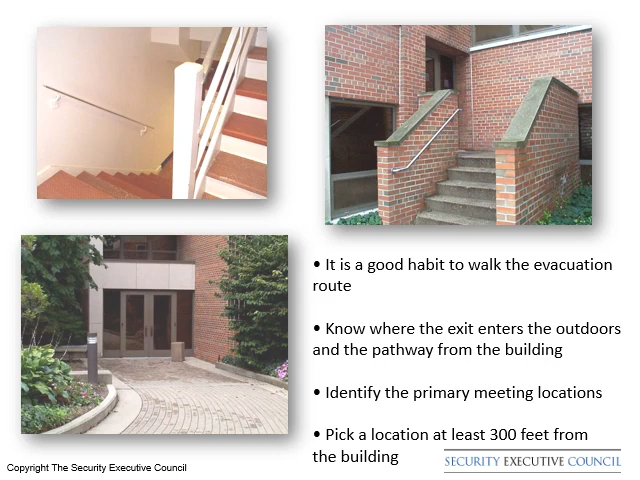 • It is a good habit to walk the evacuation
route
• Know where the exit enters the outdoors
and the pathway from the building
• Identify the primary meeting locations
• Pick a location at least 300 feet from
the building
Copyright The Security Executive Council
SECURITY EXECUTIVE COUNCIL